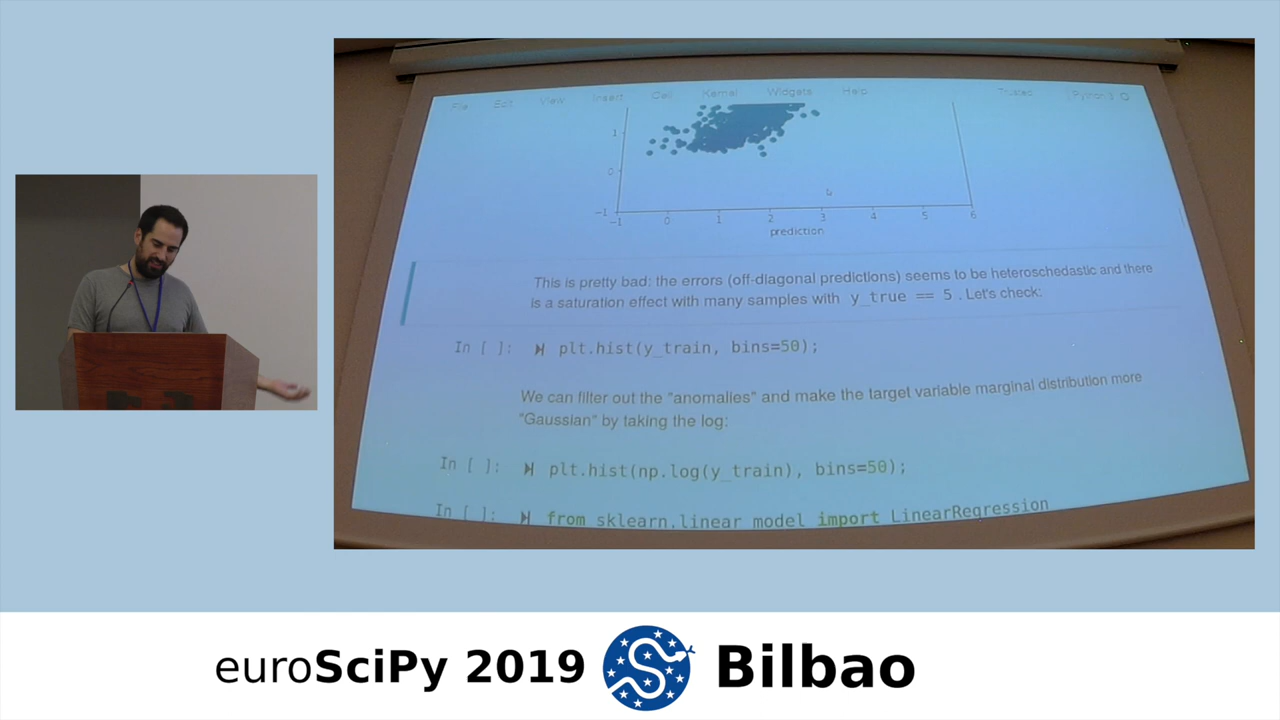 File Edit View Insert Cell Kernel Widgets Help Trusted Python 3
1
0
-1
-1 0 1 2 3 4 5 6
prediction
This is pretty bad: the errors (off-diagonal predictions) seems to be heteroschedastic and there
is a saturation effect with many samples with y_true == 5 . Let's check:
In [ ]: plt.hist(y_train, bins=50);
We can filter out the "anomalies" and make the target variable marginal distribution more
"Gaussian" by taking the log:
In [ ]: plt.hist(np.log(y_train), bins=50);
In [ ]: from sklearn.linear_model import LinearRegression
euroSciPy 2019 Bilbao